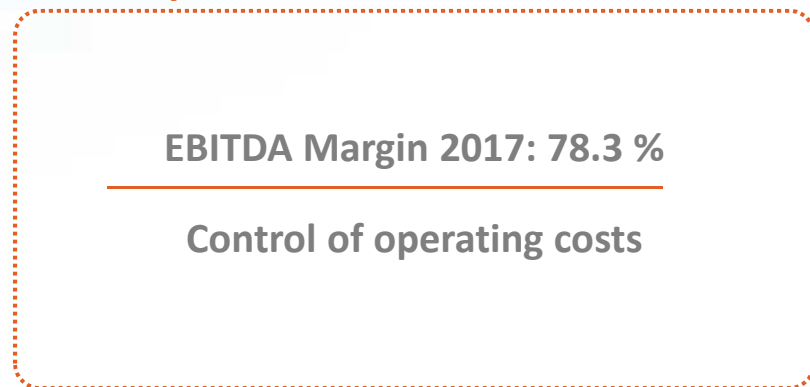 EBITDA Margin 2017: 78.3 %
Control of operating costs